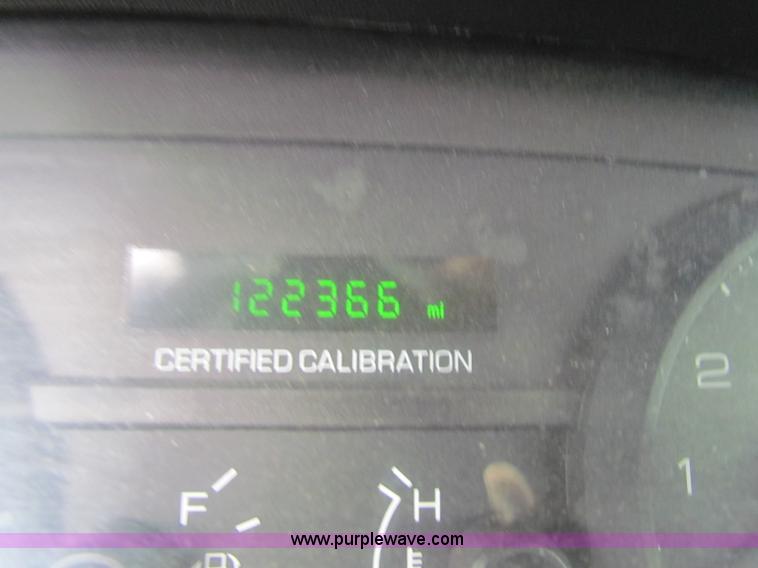 122366 mi
CERTIFIED CALIBRATION
2
1
F
H
www.purplewave.com